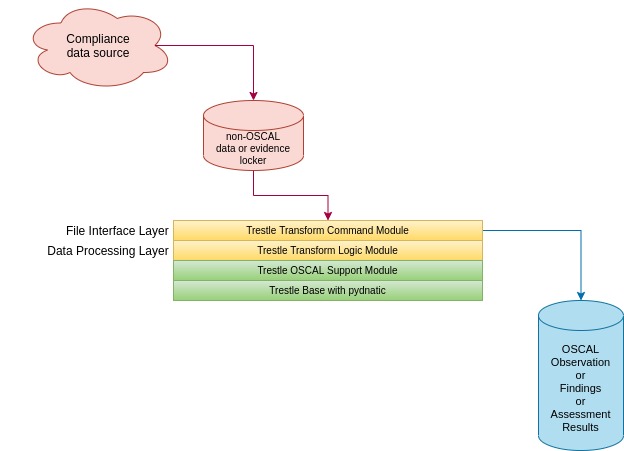 Compliance
data source
non-OSCAL
data or evidence
locker
File Interface Layer
Trestle Transform Command Module
Data Processing Layer
Trestle Transform Logic Module
Trestle OSCAL Support Module
Trestle Base with pydnatic
OSCAL
Observation
or
Findings
or
Assessment
Results